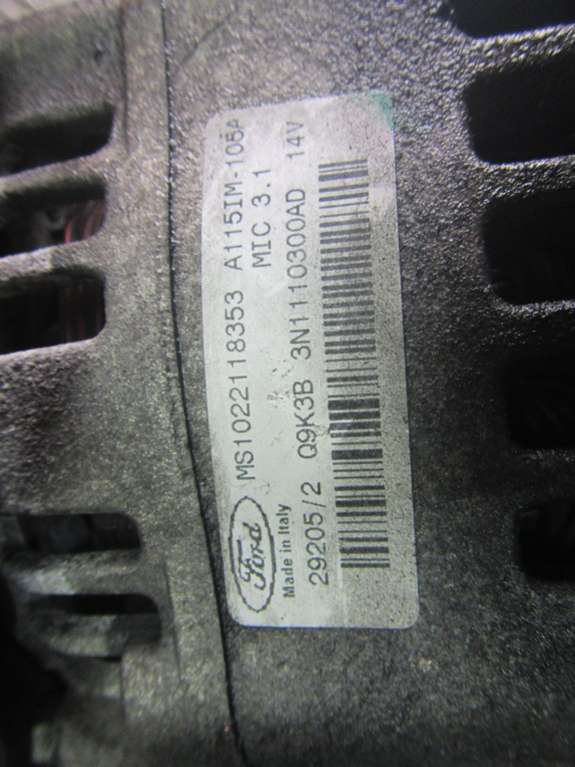 MS1022118353 A115IM-105A
MIC 3.1
Ford
Made in Italy
29205/2 Q9K3B 3N1110300AD 14V